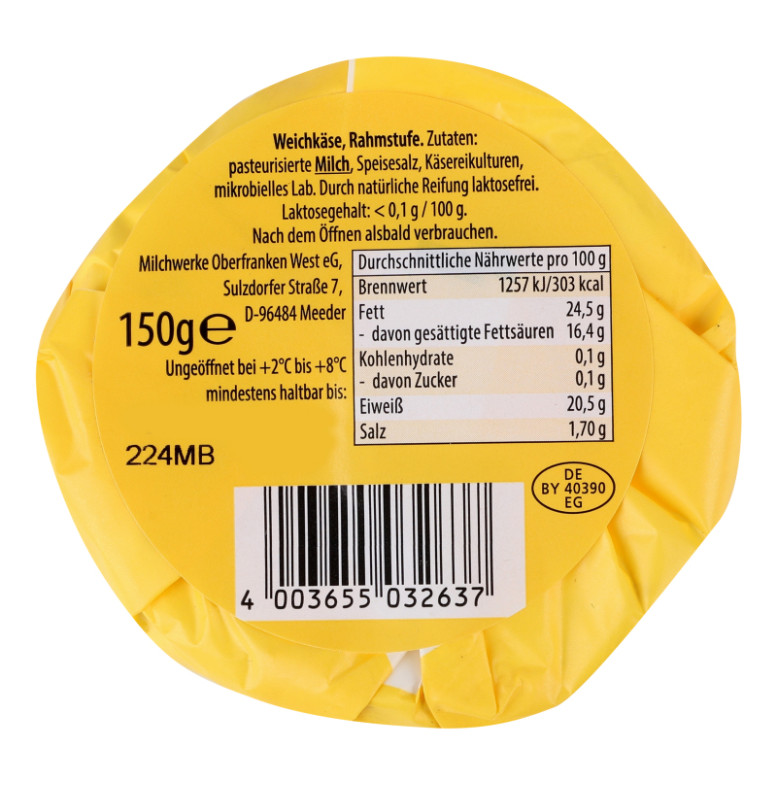 Weichkäse, Rahmstufe. Zutaten:
pasteurisierte Milch, Speisesalz, Käsereikulturen,
mikrobielles Lab. Durch natürliche Reifung laktosefrei.
Laktosegehalt: < 0,1 g / 100 g.
Nach dem Öffnen alsbald verbrauchen.
Milchwerke Oberfranken West eG,
Sulzdorfer Straße 7,
D-96484 Meeder
150g e
Ungeöffnet bei +2°C bis +8°C
mindestens haltbar bis:
224MB
Durchschnittliche Nährwerte pro 100 g
Brennwert 1257 kJ/303 kcal
Fett 24,5 g
- davon gesättigte Fettsäuren 16,4 g
Kohlenhydrate 0,1 g
- davon Zucker 0,1 g
Eiweiß 20,5 g
Salz 1,70 g
DE
BY 40390
EG
4 003655 032637